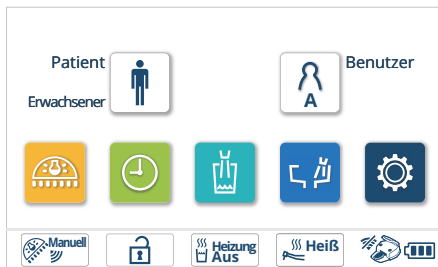 Patient
Benutzer
Erwachsener
A
Manuell
Heizung
Aus
Heiß